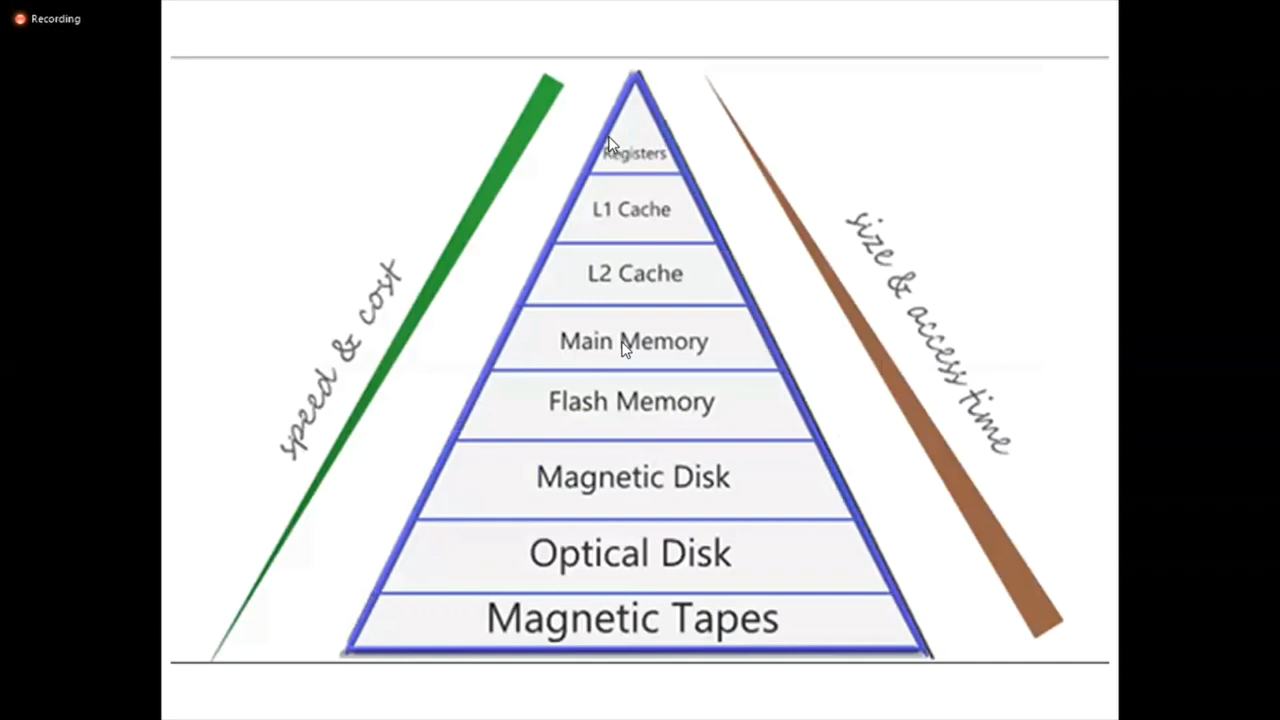 Recording
Registers
L1 Cache
L2 Cache
Main Memory
Flash Memory
Magnetic Disk
Optical Disk
Magnetic Tapes
speed & cost
size & access time